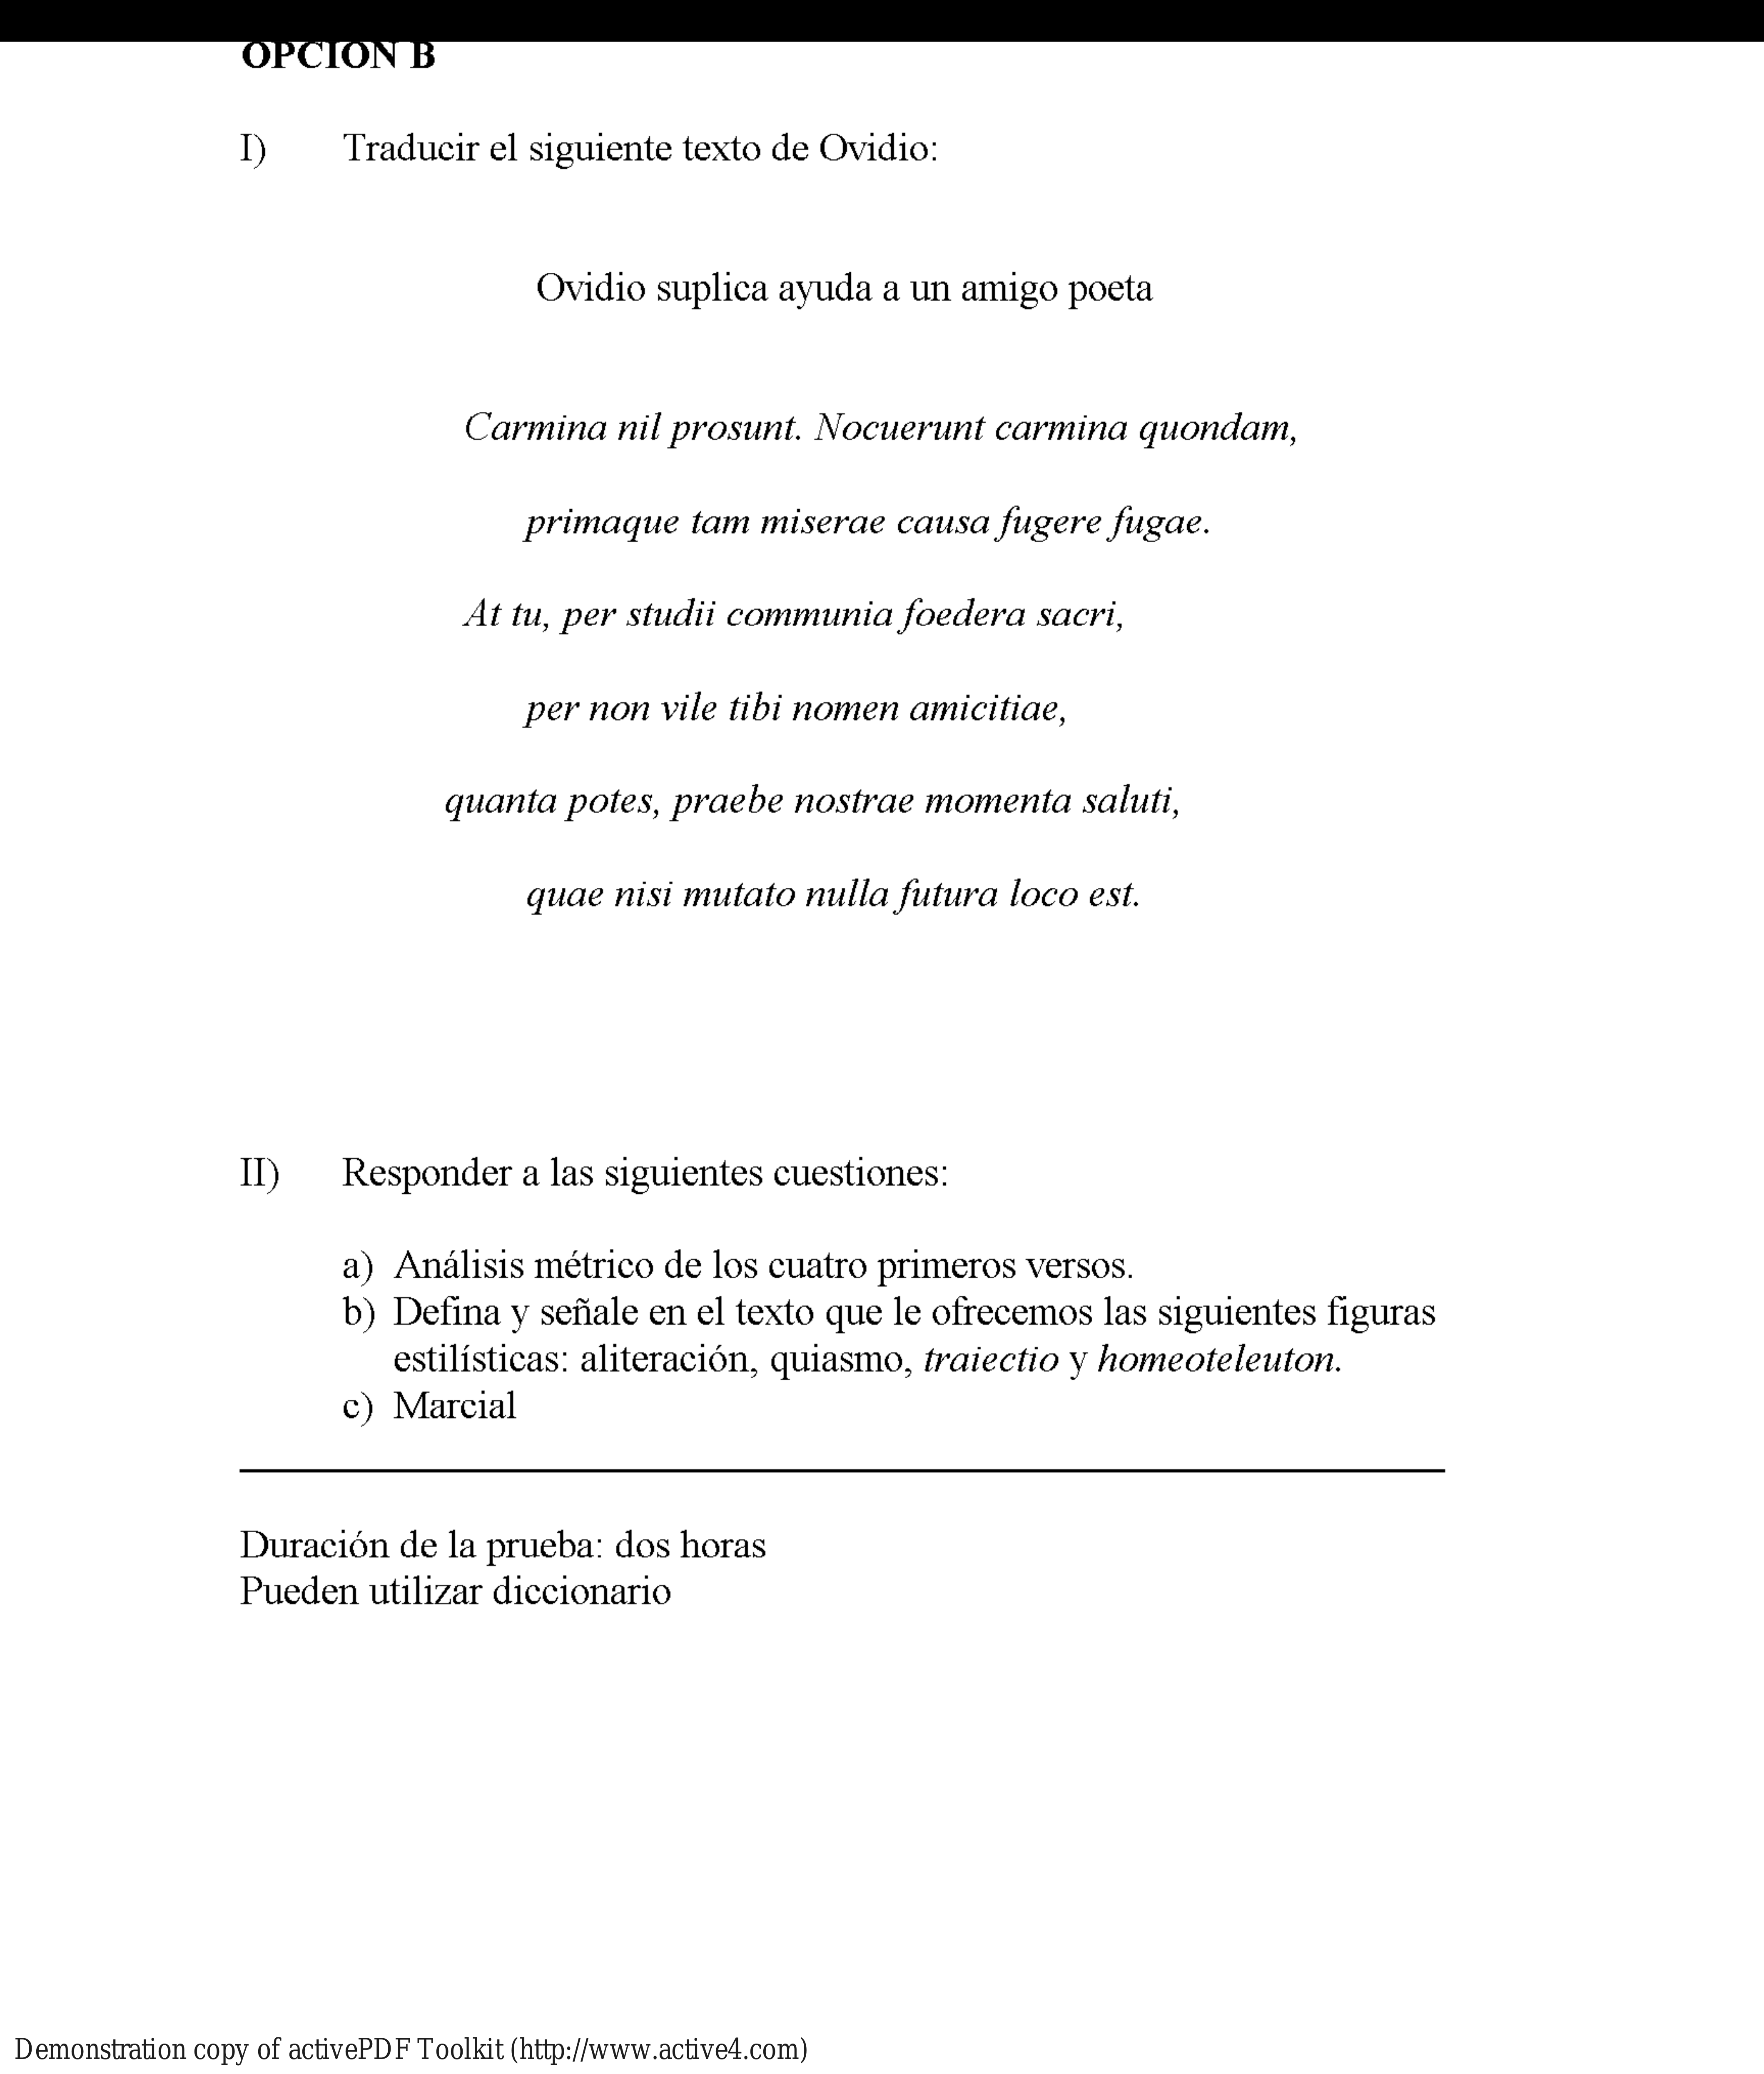 OPCION B
I) Traducir el siguiente texto de Ovidio:
Ovidio suplica ayuda a un amigo poeta
Carmina nil prosunt. Nocuerunt carmina quondam,
primaque tam miserae causa fugere fugae.
At tu, per studii communia foedera sacri,
per non vile tibi nomen amicitiae,
quanta potes, praebe nostrae momenta saluti,
quae nisi mutato nulla futura loco est.
II) Responder a las siguientes cuestiones:
a) Análisis métrico de los cuatro primeros versos.
b) Defina y señale en el texto que le ofrecemos las siguientes figuras
estilísticas: aliteración, quiasmo, traiectio y homeoteleuton.
c) Marcial
Duración de la prueba: dos horas
Pueden utilizar diccionario
Demonstration copy of activePDF Toolkit (http://www.active4.com)